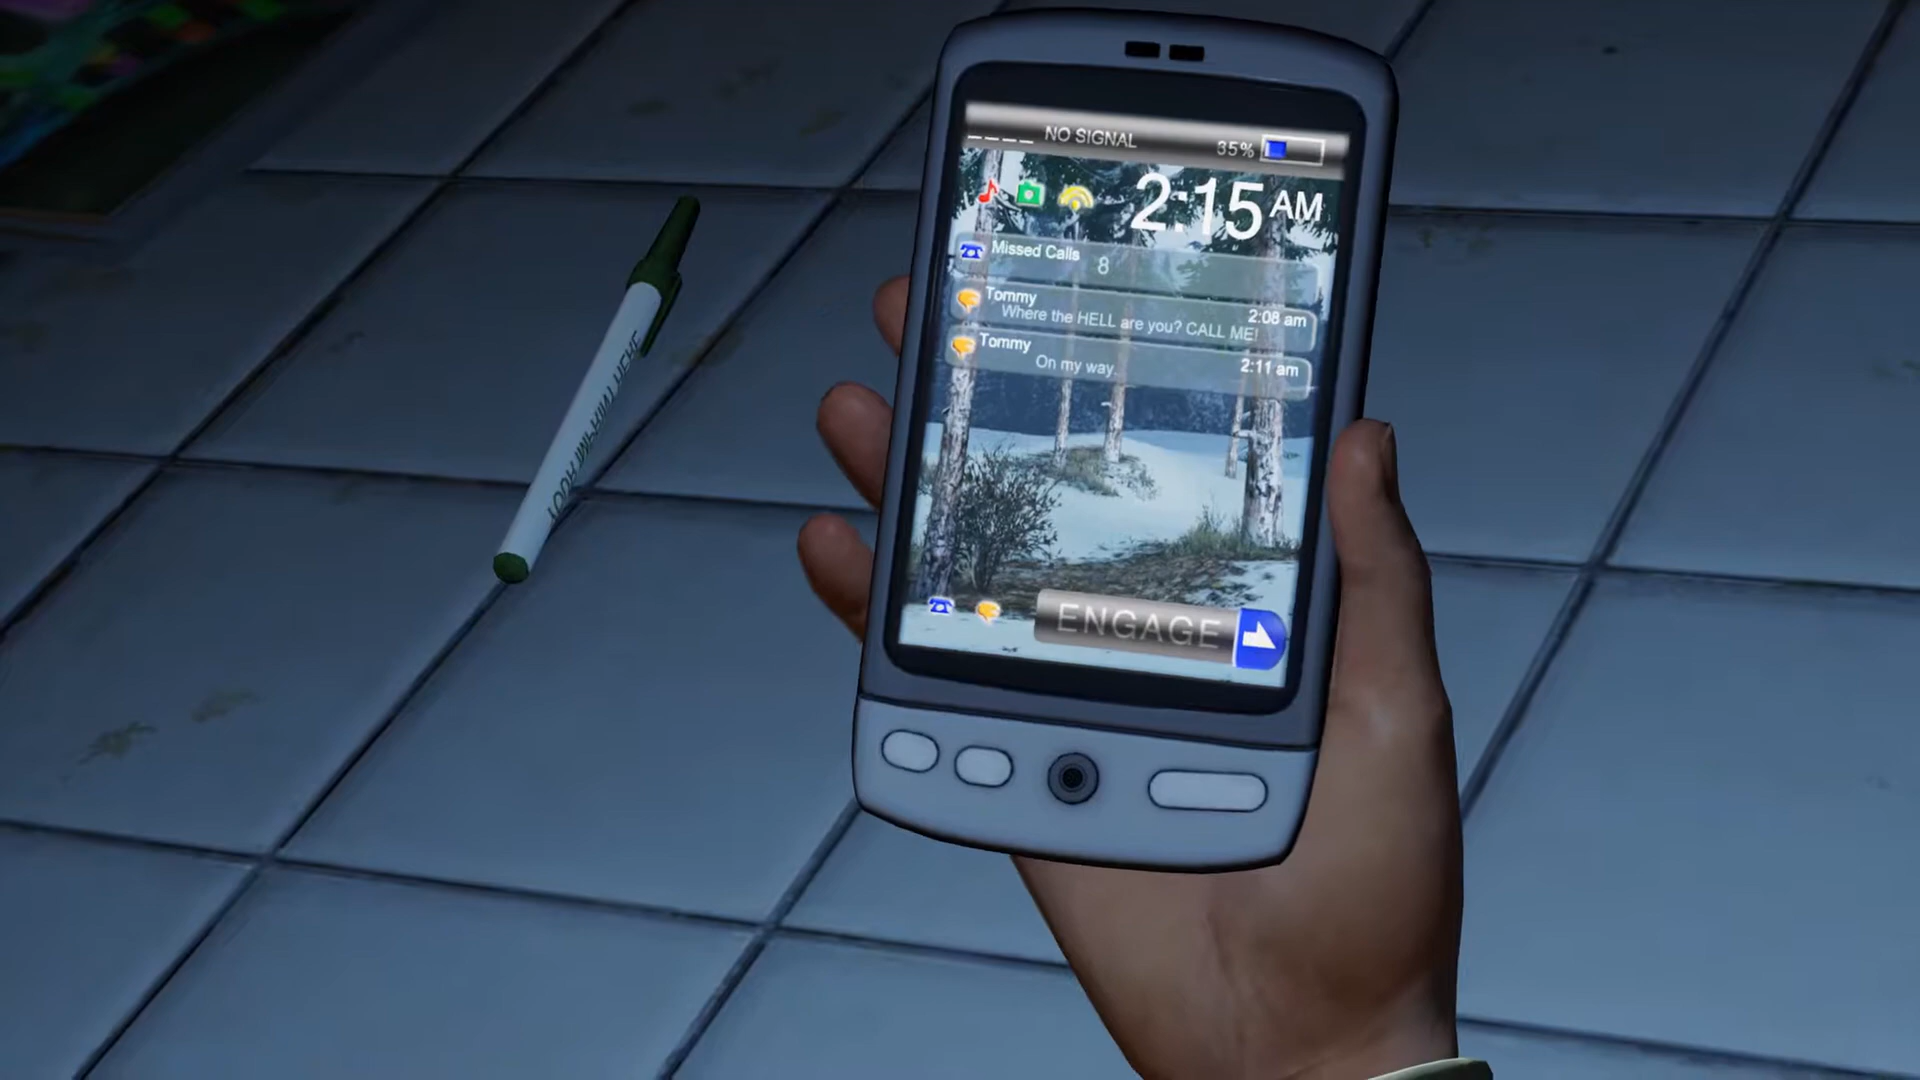 NO SIGNAL 35%
2:15 AM
Missed Calls
8
Tommy 2:08 am
Where the HELL are you? CALL ME!
Tommy 2:11 am
On my way.
ENGAGE